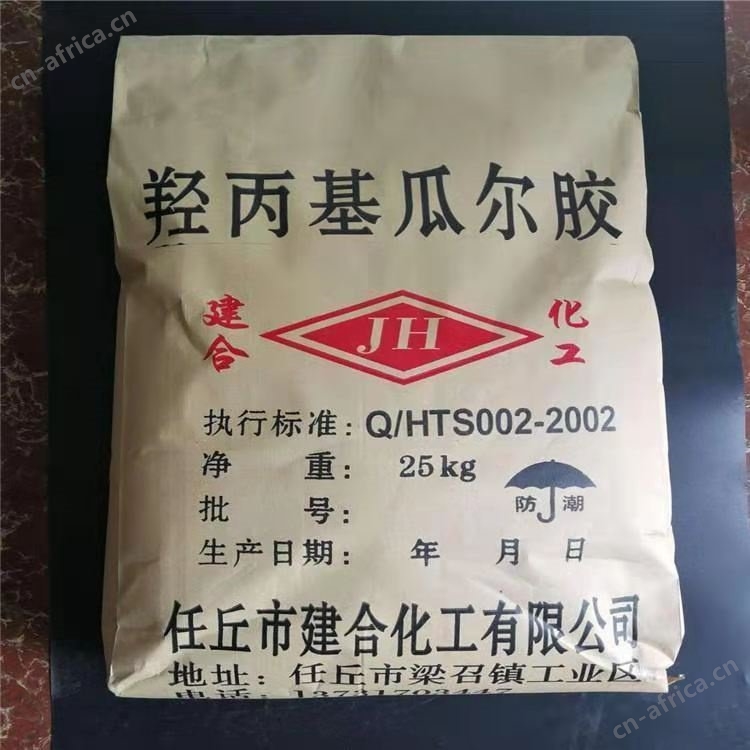 cn-africa.cn
羟丙基瓜尔胶
建合 JH 化工
执行标准：Q/HTS002-2002
净 重： 25kg
批 号：
防潮
生产日期： 年 月 日
任丘市建合化工有限公司
地址：任丘市梁召镇工业区
电话：
cn-africa.cn